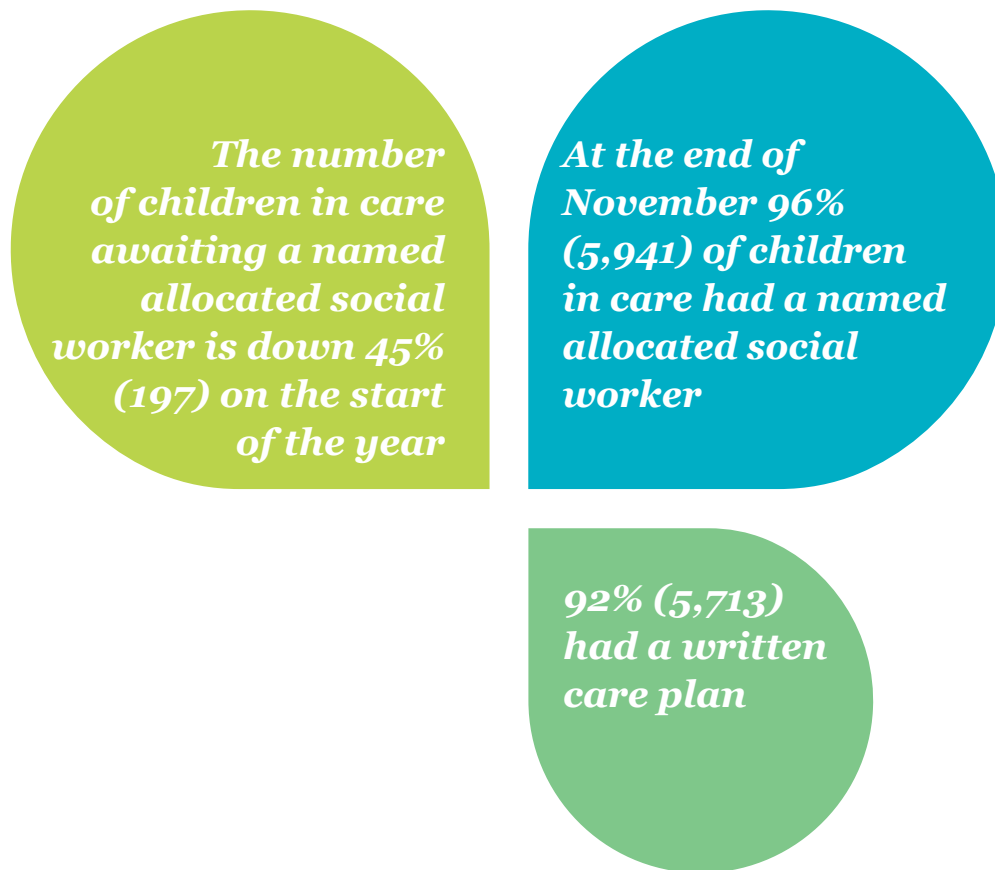 The number
of children in care
awaiting a named
allocated social
worker is down 45%
(197) on the start
of the year
At the end of
November 96%
(5,941) of children
in care had a named
allocated social
worker
92% (5,713)
had a written
care plan